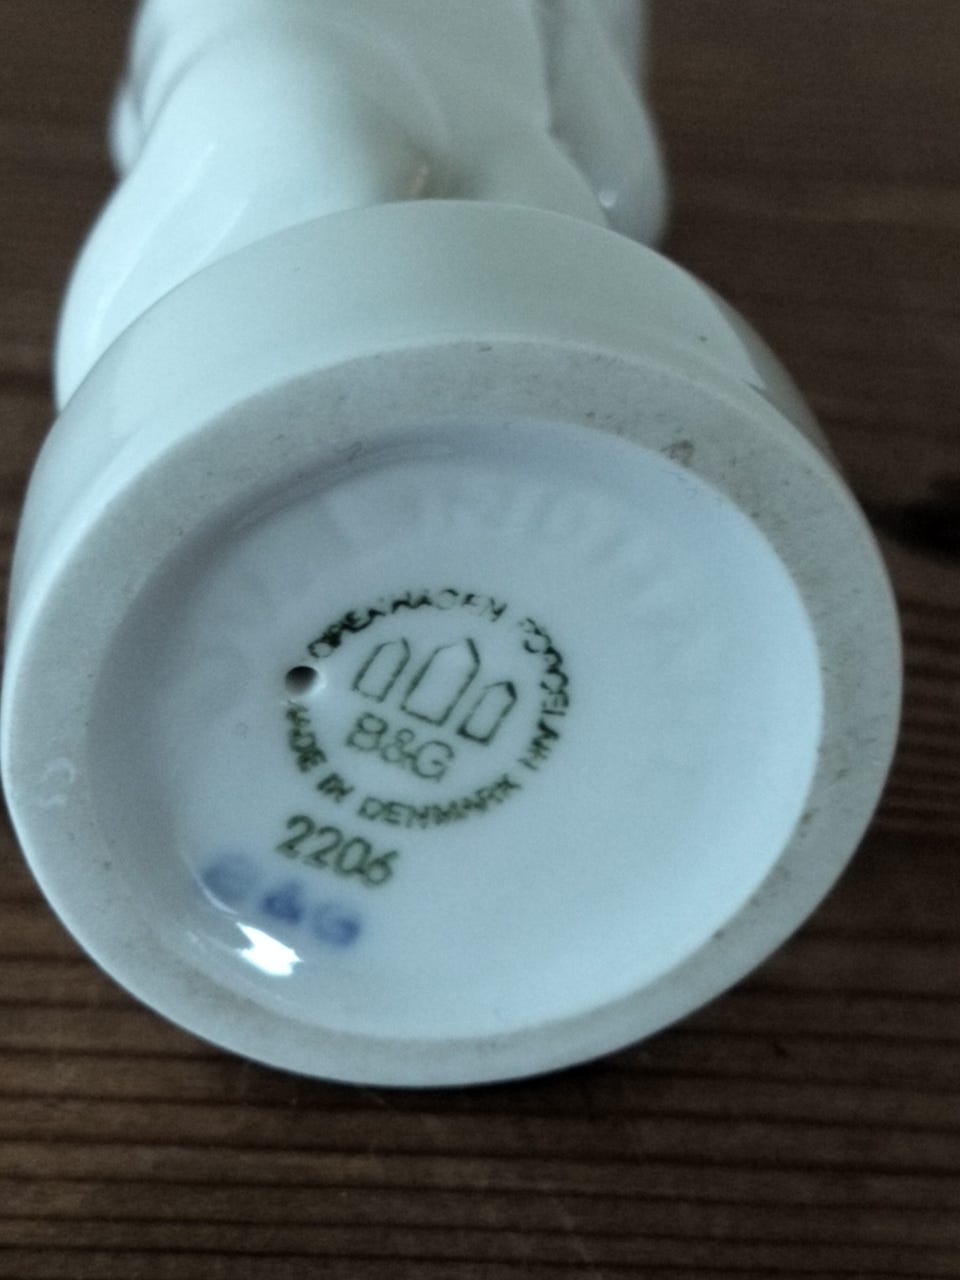 COPENHAGEN PORCELAIN
B&G
MADE IN DENMARK
2206
B&G